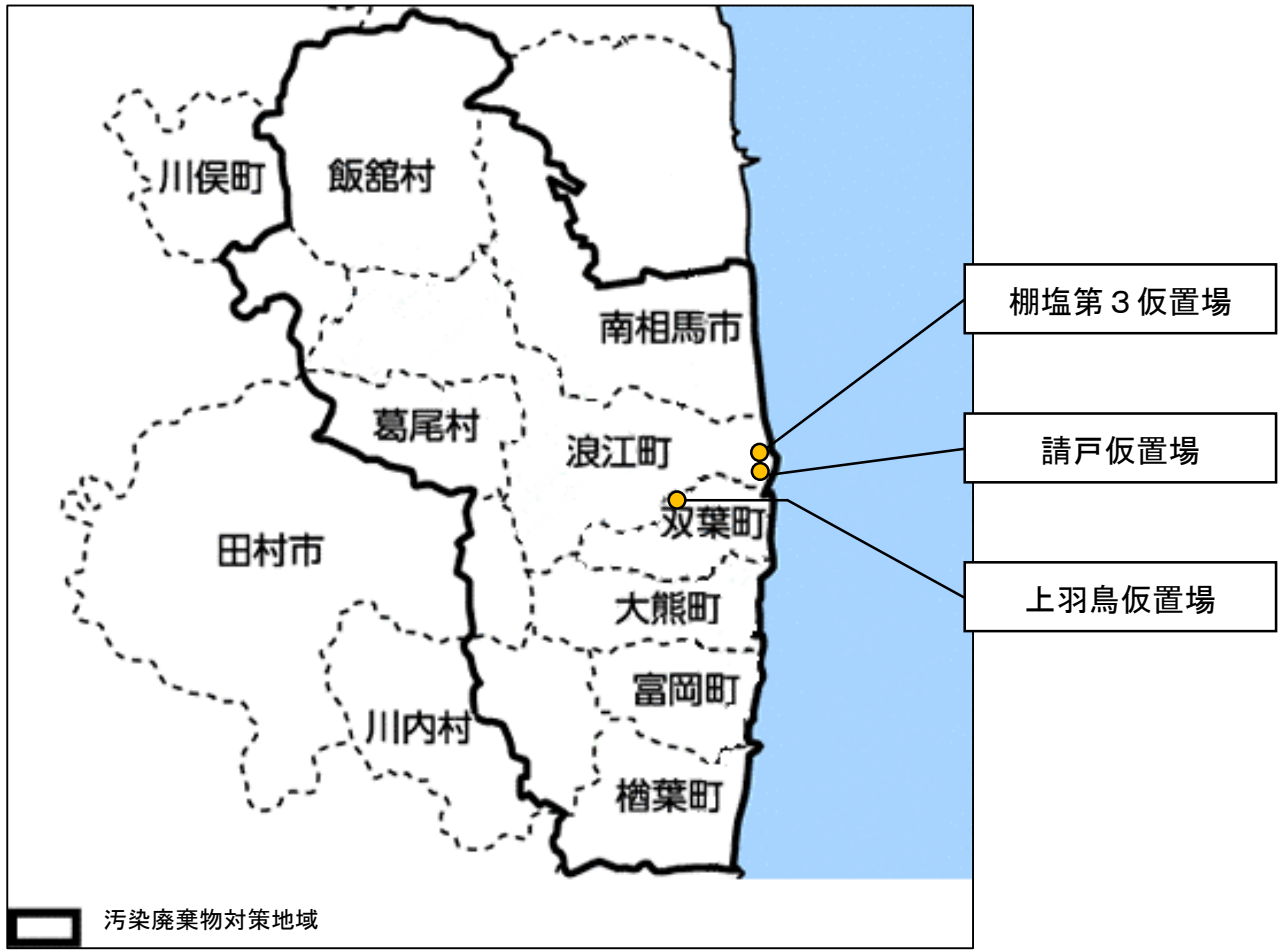 川俣町
飯舘村
南相馬市
葛尾村
浪江町
双葉町
田村市
大熊町
富岡町
川内村
楢葉町
棚塩第３仮置場
請戸仮置場
上羽鳥仮置場
汚染廃棄物対策地域